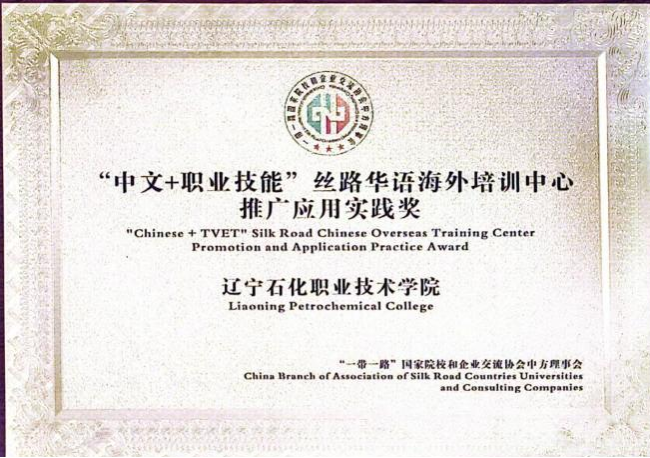 “中文+职业技能”丝路华语海外培训中心
推广应用实践奖
"Chinese + TVET" Silk Road Chinese Overseas Training Center
Promotion and Application Practice Award
辽宁石化职业技术学院
Liaoning Petrochemical College
“一带一路”国家院校和企业交流协会中方理事会
China Branch of Association of Silk Road Countries Universities
and Consulting Companies